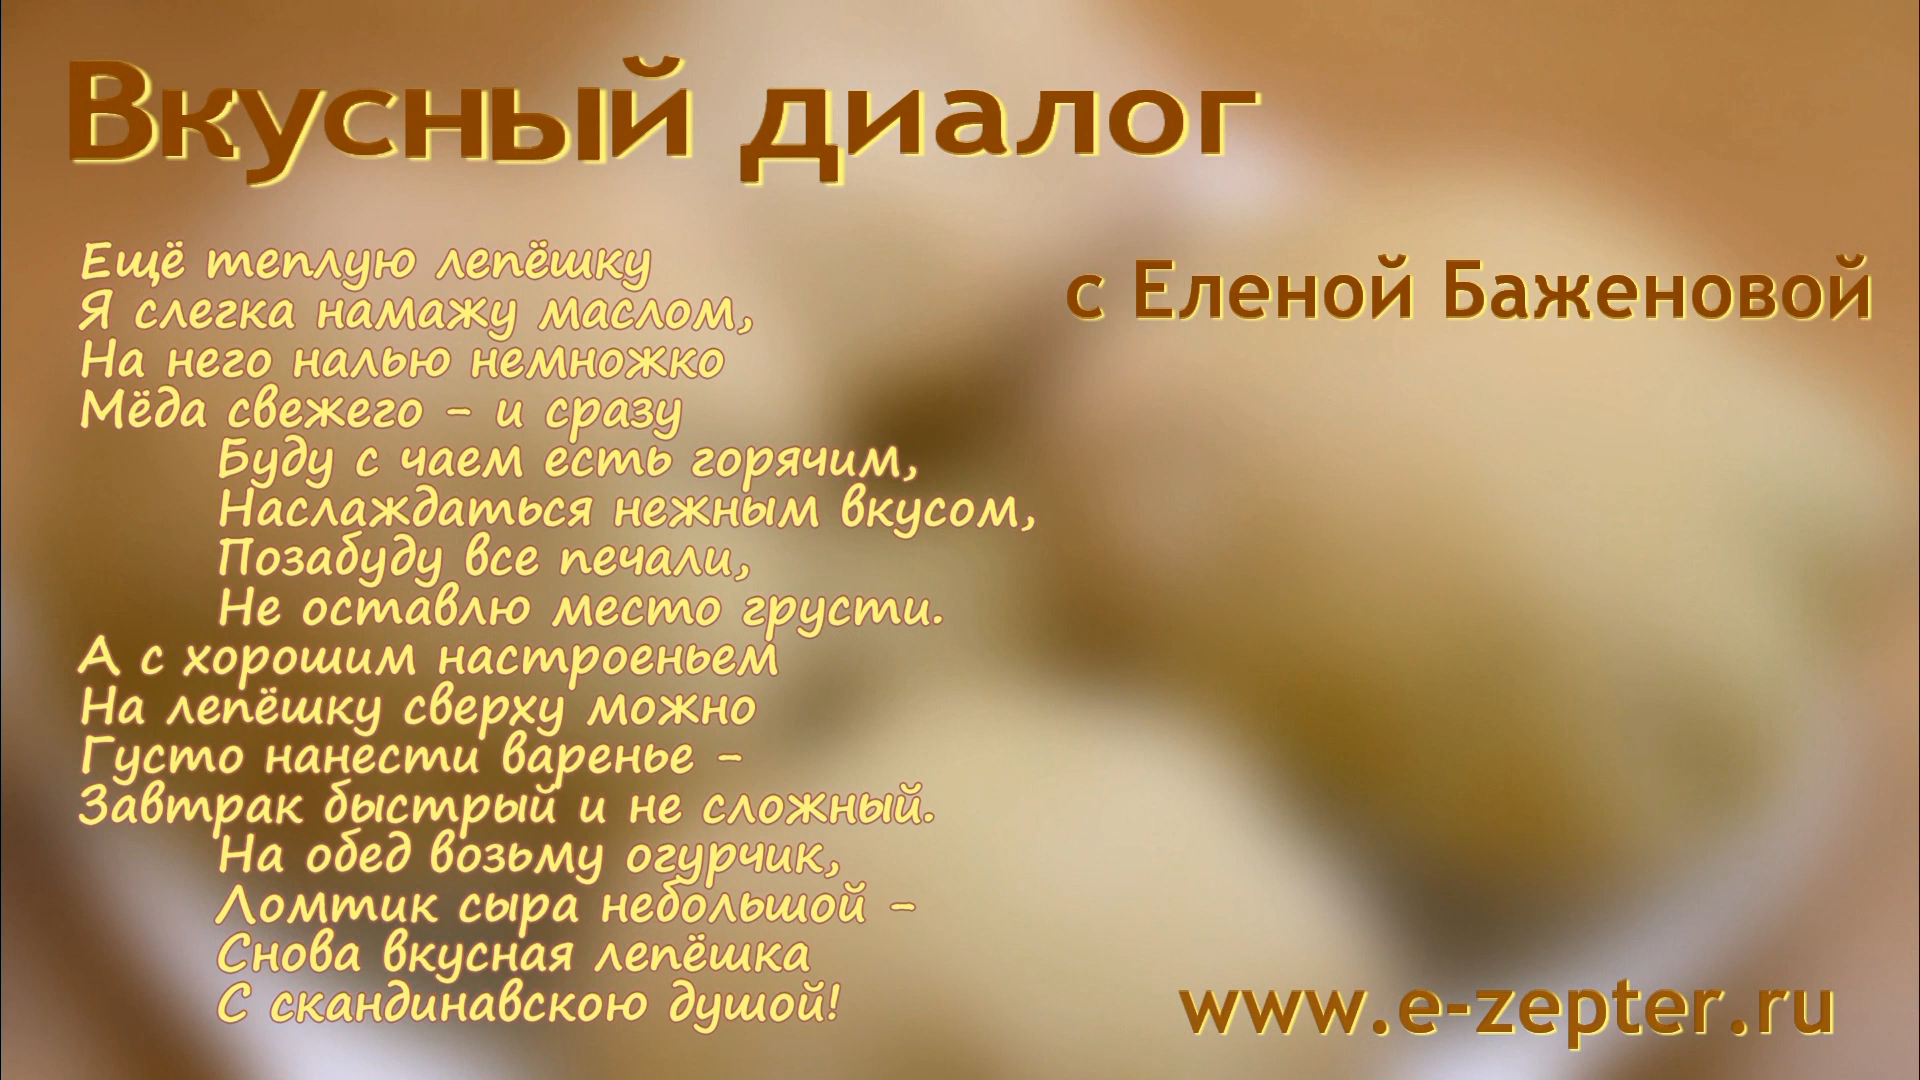 Вкусный диалог
с Еленой Баженовой
Ещё теплую лепёшку
Я слегка намажу маслом,
На него налью немножко
Мёда свежего - и сразу
Буду с чаем есть горячим,
Наслаждаться нежным вкусом,
Позабуду все печали,
Не оставлю место грусти.
А с хорошим настроеньем
На лепёшку сверху можно
Густо нанести варенье -
Завтрак быстрый и не сложный.
На обед возьму огурчик,
Ломтик сыра небольшой -
Снова вкусная лепёшка
С скандинавскою душой!
www.e-zepter.ru